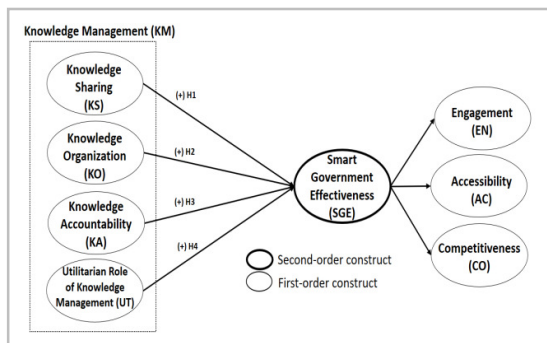 Knowledge Management (KM)
Knowledge
Sharing
(KS)
(+) H1
Knowledge
Organization
(KO)
(+) H2
Knowledge
Accountability
(KA)
(+) H3
Utilitarian Role
of Knowledge
Management (UT)
(+) H4
Smart
Government
Effectiveness
(SGE)
Engagement
(EN)
Accessibility
(AC)
Competitiveness
(CO)
Second-order construct
First-order construct